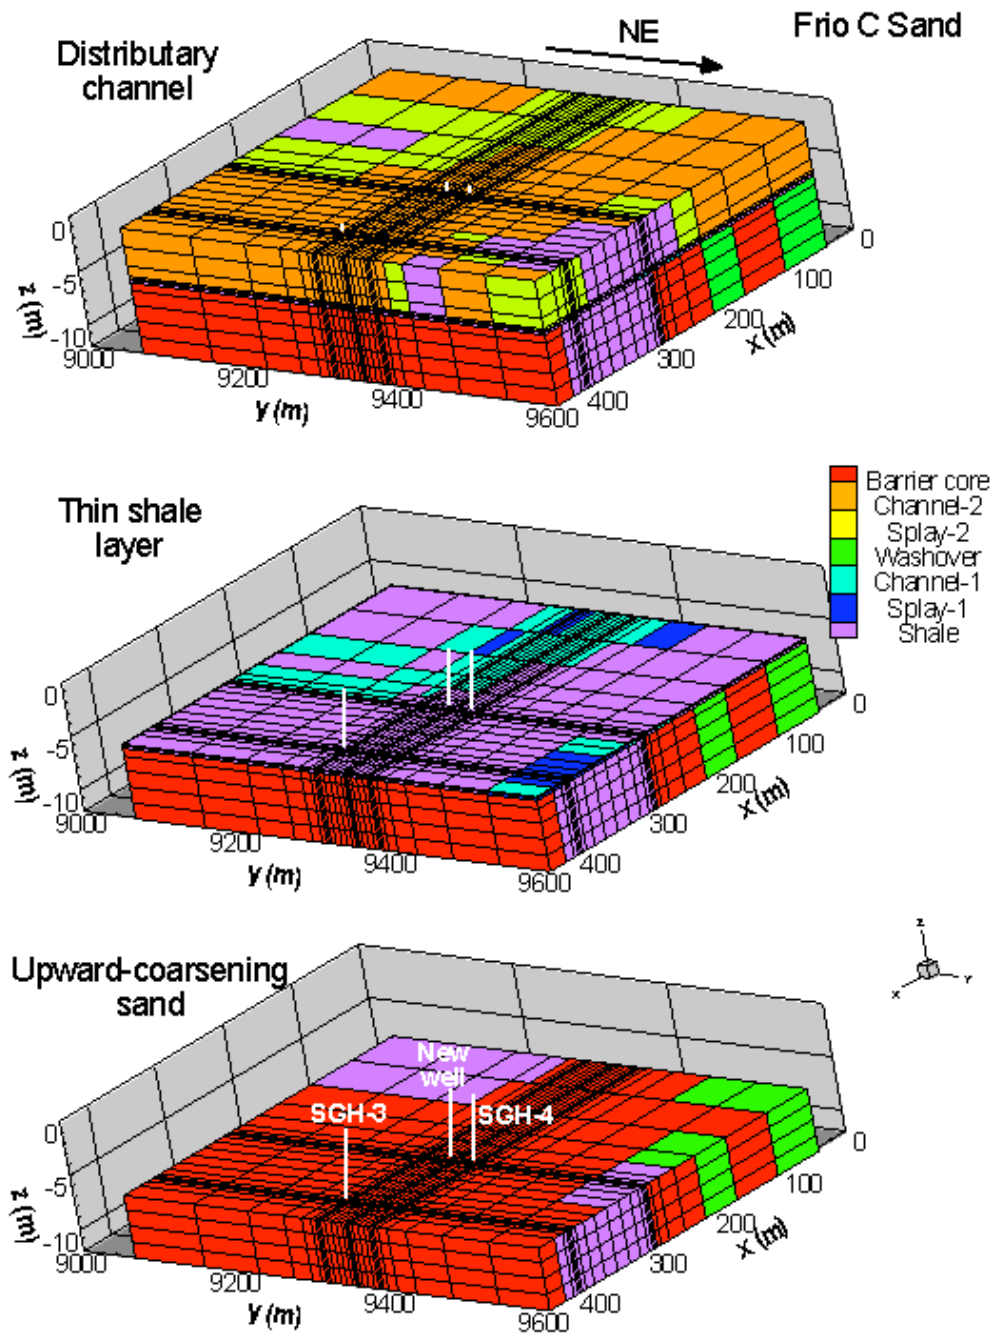 Frio C Sand
NE
Distributary
channel
0
-5
-10
z (m)
9000
9200
9400
9600
y (m)
400
300
200
100
0
x (m)
Thin shale
layer
Barrier core
Channel-2
Splay-2
Washover
Channel-1
Splay-1
Shale
0
-5
-10
z (m)
9000
9200
9400
9600
y (m)
400
300
200
100
0
x (m)
Z
X
Y
Upward-coarsening
sand
New
well
SGH-3
SGH-4
0
-5
-10
z (m)
9000
9200
9400
9600
y (m)
400
300
200
100
0
x (m)